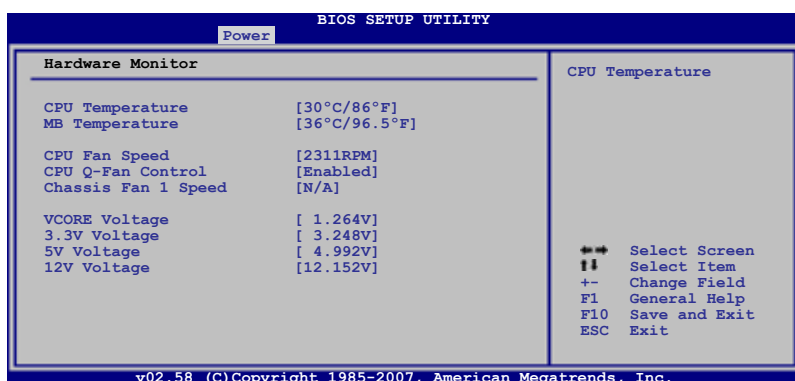 BIOS SETUP UTILITY
Power
Hardware Monitor
CPU Temperature [30°C/86°F]
MB Temperature [36°C/96.5°F]
CPU Fan Speed [2311RPM]
CPU Q-Fan Control [Enabled]
Chassis Fan 1 Speed [N/A]
VCORE Voltage [ 1.264V]
3.3V Voltage [ 3.248V]
5V Voltage [ 4.992V]
12V Voltage [12.152V]
CPU Temperature
←→ Select Screen
↑↓ Select Item
+- Change Field
F1 General Help
F10 Save and Exit
ESC Exit
v02.58 (C)Copyright 1985-2007, American Megatrends, Inc.